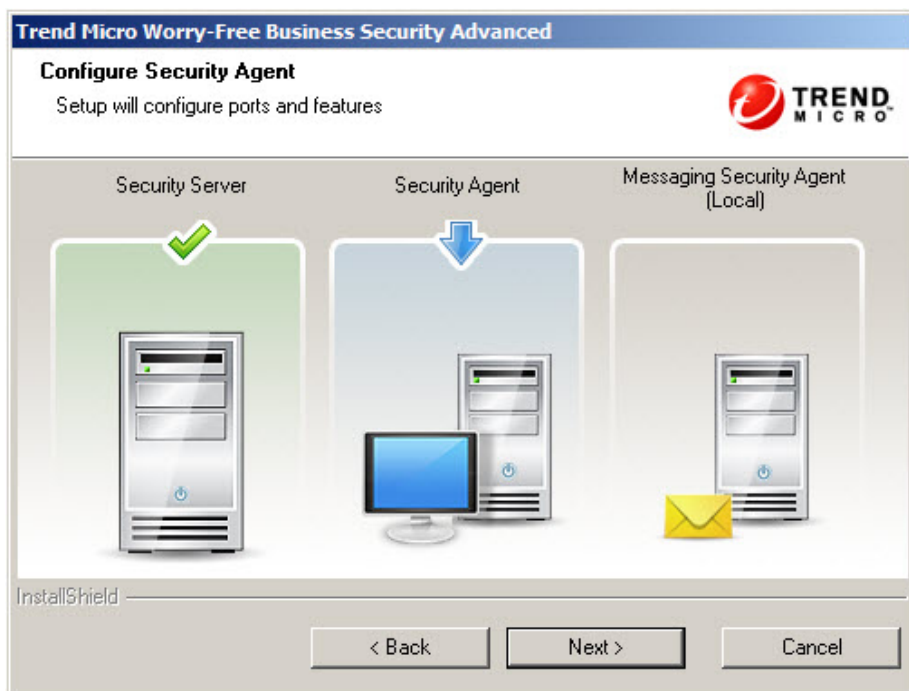 Trend Micro Worry-Free Business Security Advanced
Configure Security Agent
Setup will configure ports and features
TREND
MICRO
Security Server
Security Agent
Messaging Security Agent
(Local)
InstallShield
< Back
Next >
Cancel